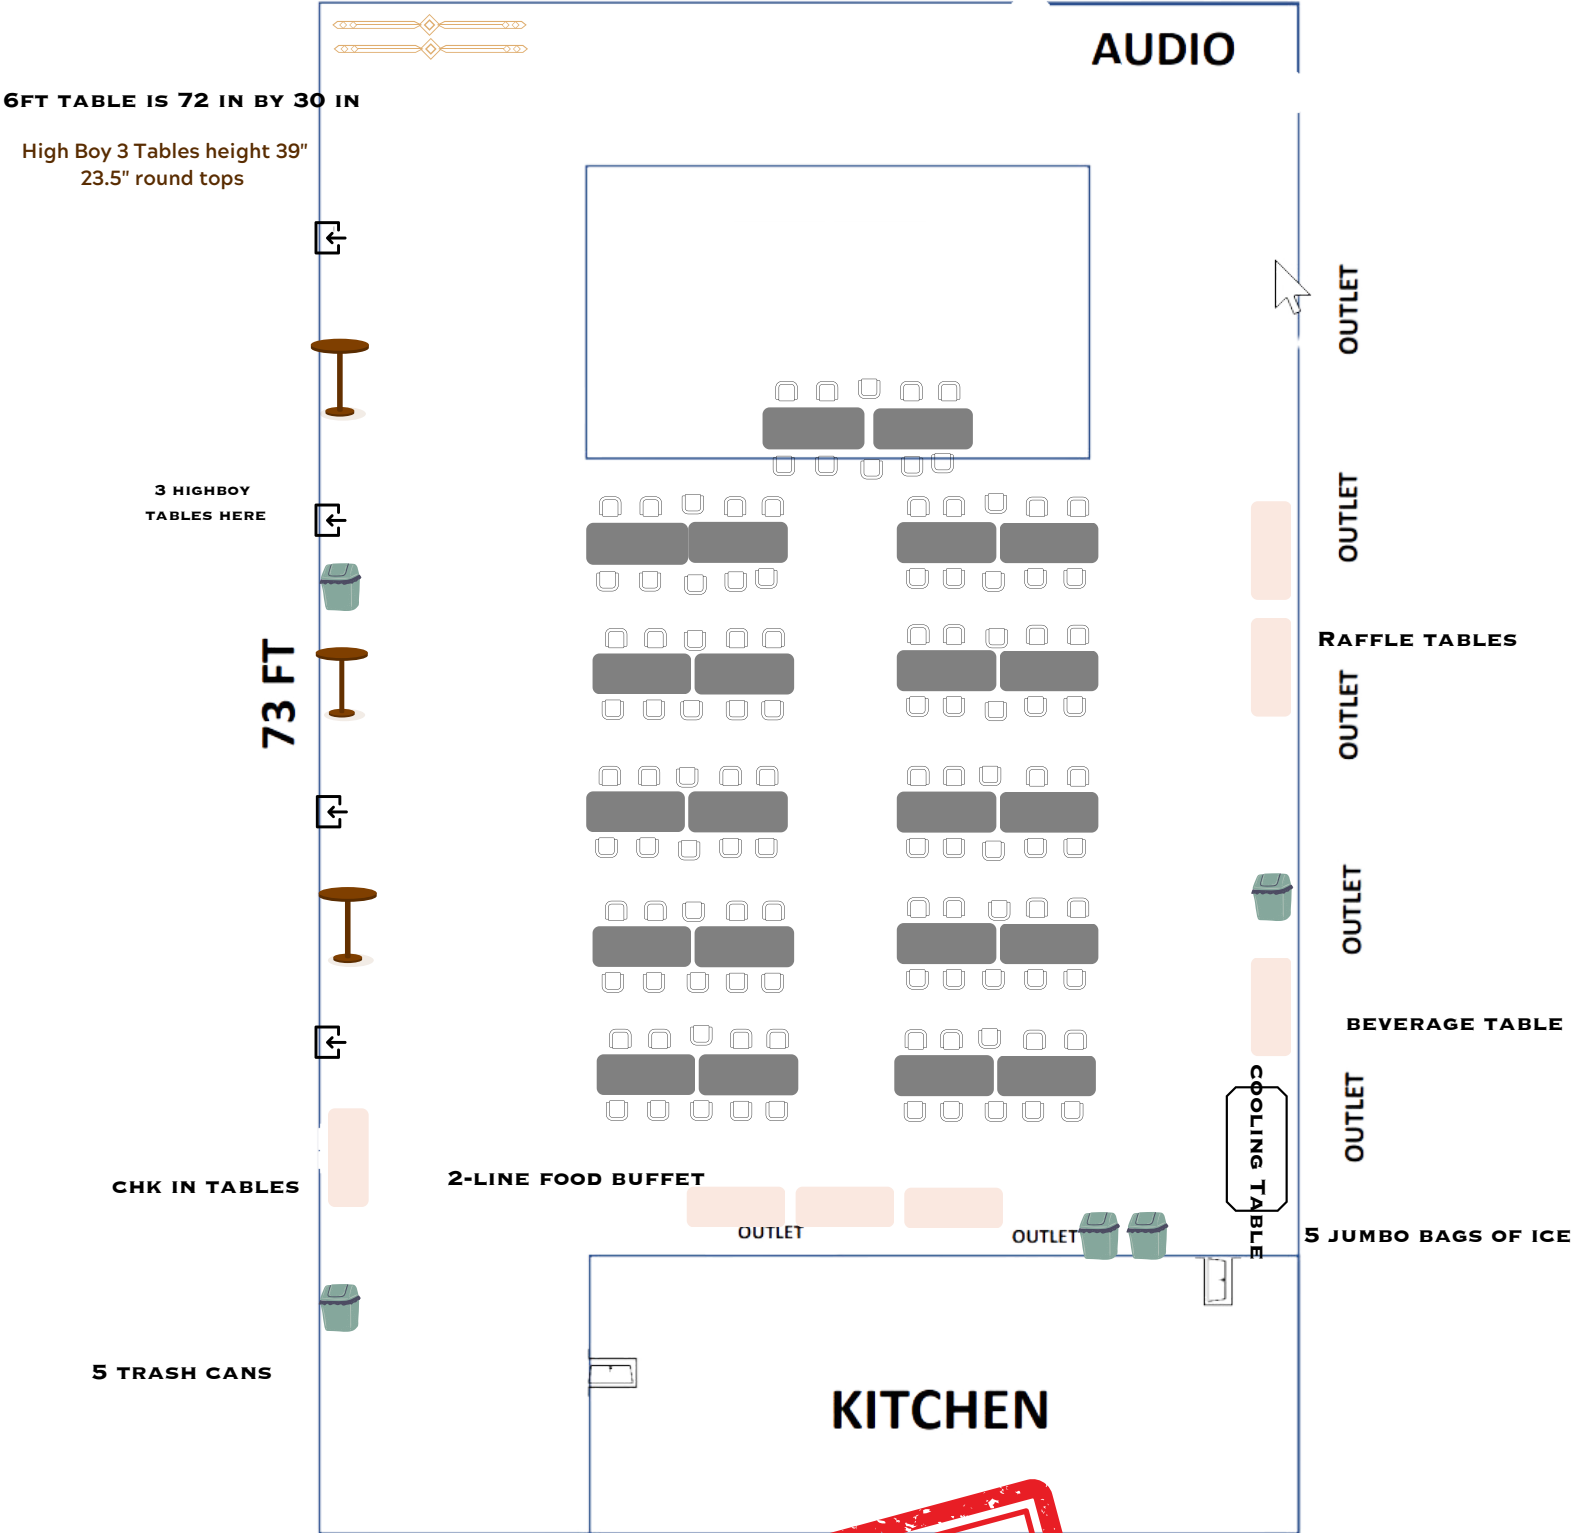 AUDIO
6FT TABLE IS 72 IN BY 30 IN
High Boy 3 Tables height 39"
23.5" round tops
OUTLET
3 HIGHBOY
TABLES HERE
OUTLET
RAFFLE TABLES
73 FT
OUTLET
OUTLET
BEVERAGE TABLE
COOLING TABLE
OUTLET
CHK IN TABLES
2-LINE FOOD BUFFET
OUTLET
OUTLET
5 JUMBO BAGS OF ICE
5 TRASH CANS
KITCHEN